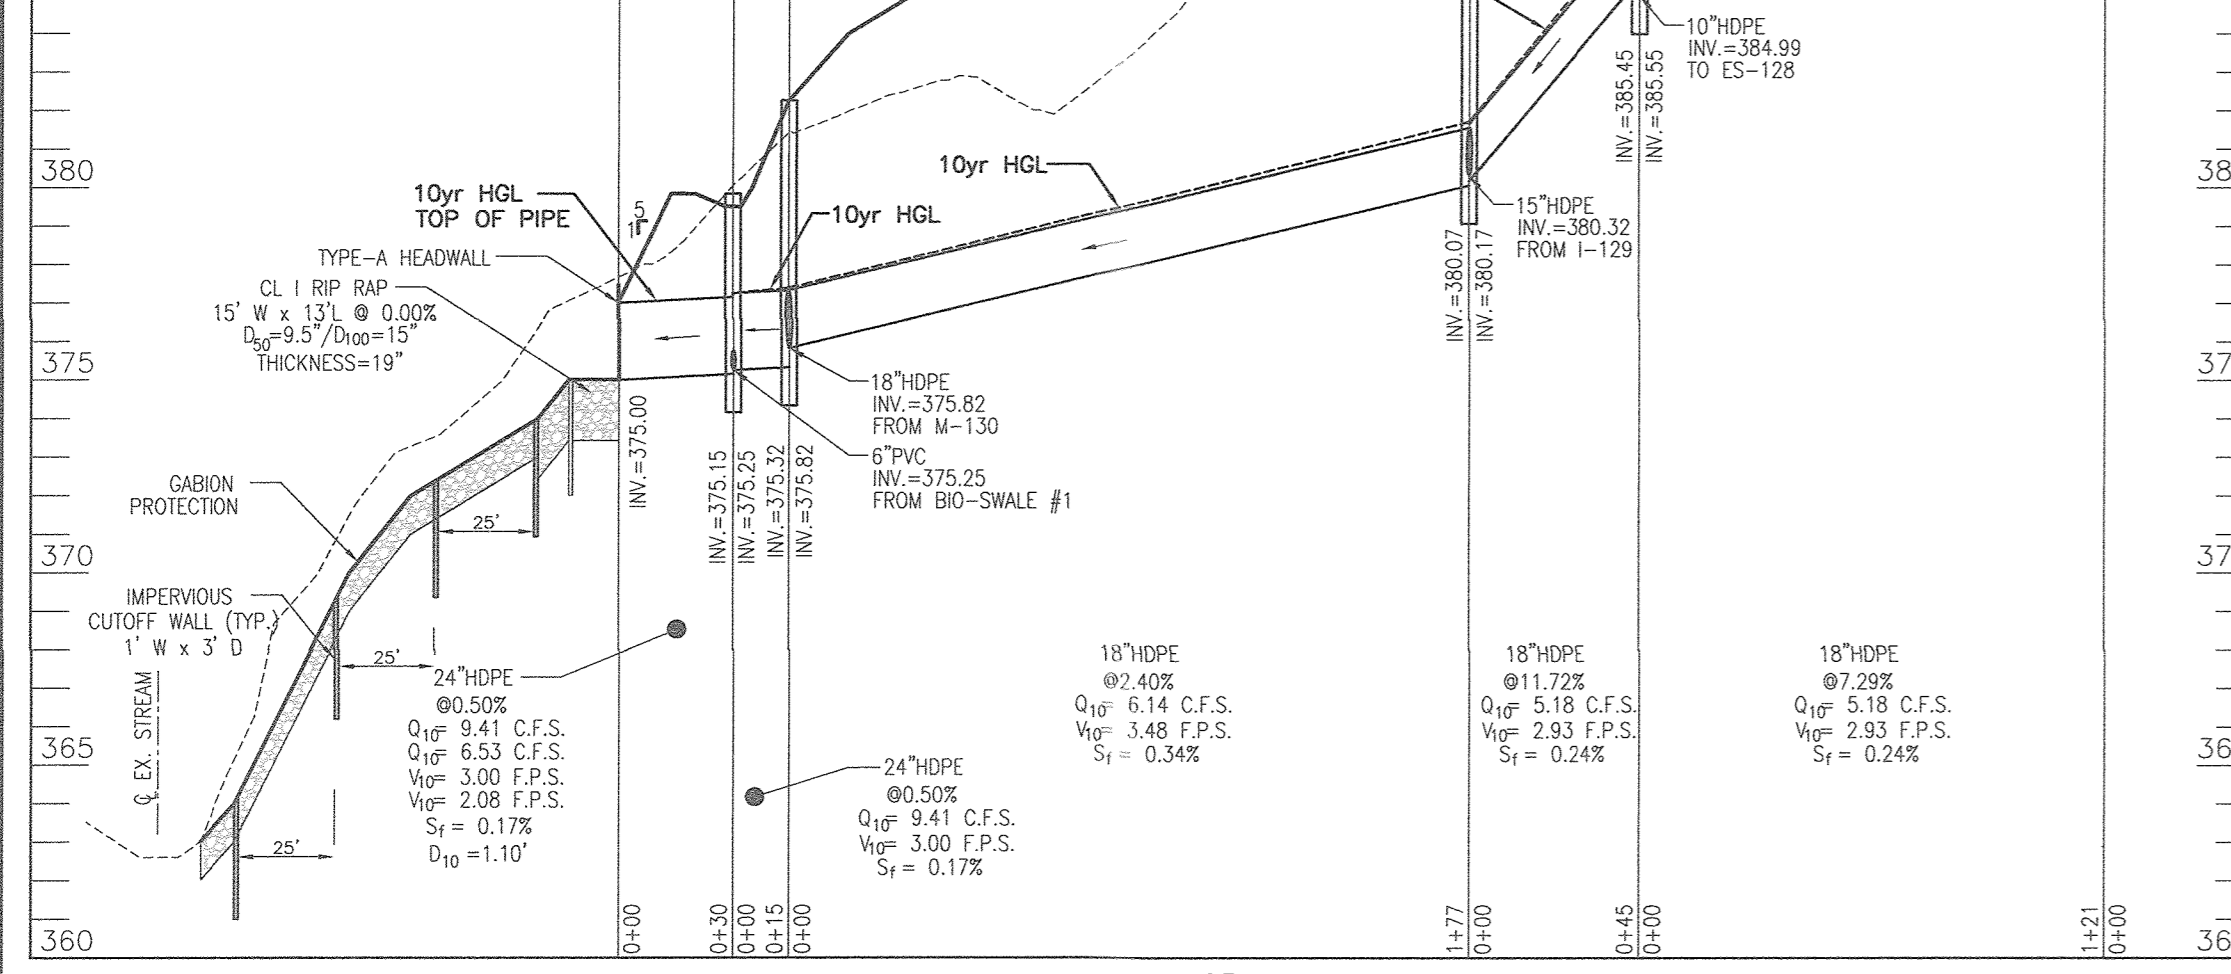 10"HDPE
INV.=384.99
TO ES-128
INV.=385.45
INV.=385.55
380
38
10yr HGL
10yr HGL
TOP OF PIPE
5
1
10yr HGL
15"HDPE
INV.=380.32
FROM I-129
INV.=380.07
INV.=380.17
TYPE-A HEADWALL
CL I RIP RAP
15' W x 13'L @ 0.00%
D50=9.5"/D100=15"
THICKNESS=19"
375
37
18"HDPE
INV.=375.82
FROM M-130
6"PVC
INV.=375.25
FROM BIO-SWALE #1
INV.=375.00
INV.=375.15
INV.=375.25
INV.=375.32
INV.=375.82
GABION
PROTECTION
25'
370
37
IMPERVIOUS
CUTOFF WALL (TYP.)
1' W x 3' D
25'
℄ EX. STREAM
24"HDPE
@0.50%
Q10= 9.41 C.F.S.
Q10= 6.53 C.F.S.
V10= 3.00 F.P.S.
V10= 2.08 F.P.S.
Sf = 0.17%
D10 =1.10'
18"HDPE
@2.40%
Q10= 6.14 C.F.S.
V10= 3.48 F.P.S.
Sf = 0.34%
18"HDPE
@11.72%
Q10= 5.18 C.F.S.
V10= 2.93 F.P.S.
Sf = 0.24%
18"HDPE
@7.29%
Q10= 5.18 C.F.S.
V10= 2.93 F.P.S.
Sf = 0.24%
365
36
24"HDPE
@0.50%
Q10= 9.41 C.F.S.
V10= 3.00 F.P.S.
Sf = 0.17%
25'
360
36
0+00
0+30
0+00
0+15
0+00
1+77
0+00
0+45
0+00
1+21
0+00